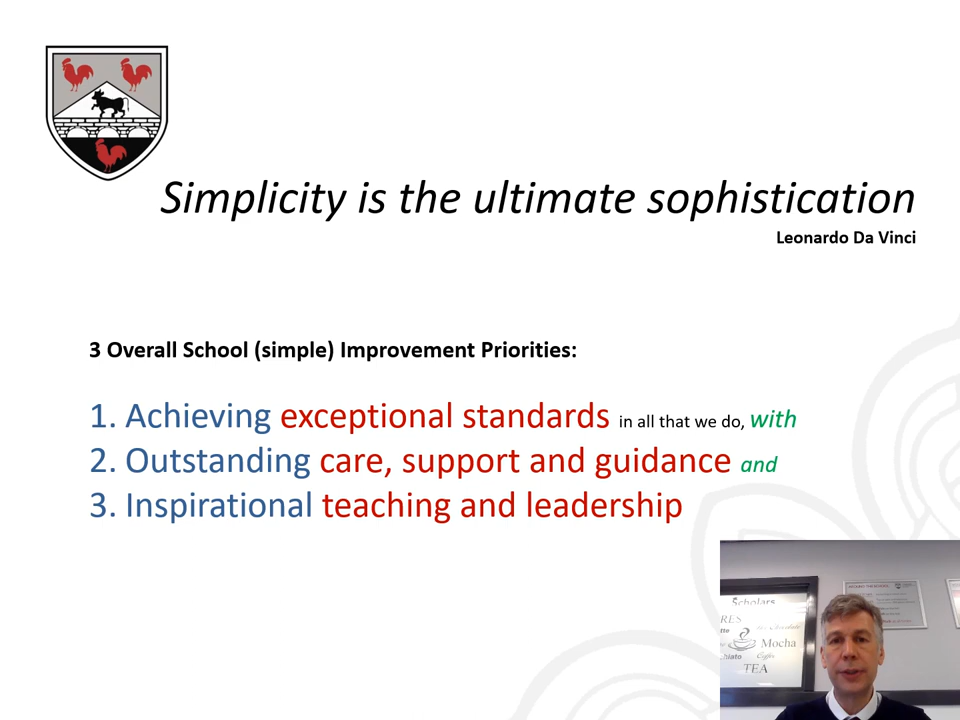 Simplicity is the ultimate sophistication
Leonardo Da Vinci
3 Overall School (simple) Improvement Priorities:
1. Achieving exceptional standards in all that we do, with
2. Outstanding care, support and guidance and
3. Inspirational teaching and leadership
Scholars
Mocha
TEA